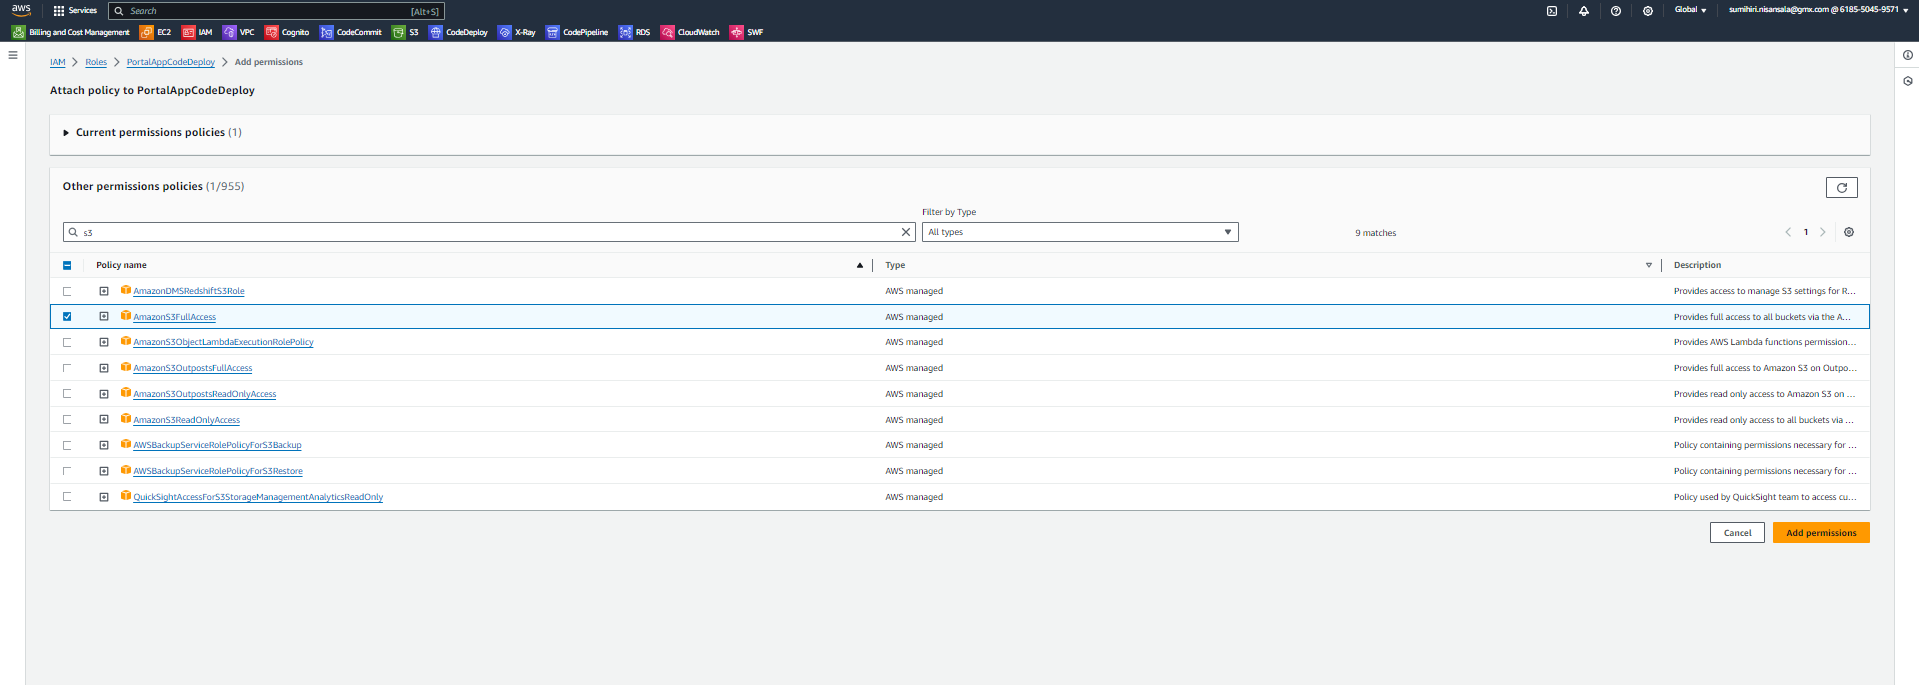 aws Services Search [Alt+S] Global sumihiri.nisansala@gmx.com @ 6185-5045-9571
Billing and Cost Management EC2 IAM VPC Cognito CodeCommit S3 CodeDeploy X-Ray CodePipeline RDS CloudWatch SWF
IAM Roles PortalAppCodeDeploy Add permissions
Attach policy to PortalAppCodeDeploy
Current permissions policies (1)
Other permissions policies (1/955)
Filter by Type
s3 All types 9 matches 1
Policy name Type Description
AmazonDMSRedshiftS3Role AWS managed Provides access to manage S3 settings for R...
AmazonS3FullAccess AWS managed Provides full access to all buckets via the A...
AmazonS3ObjectLambdaExecutionRolePolicy AWS managed Provides AWS Lambda functions permission...
AmazonS3OutpostsFullAccess AWS managed Provides full access to Amazon S3 on Outpo...
AmazonS3OutpostsReadOnlyAccess AWS managed Provides read only access to Amazon S3 on ...
AmazonS3ReadOnlyAccess AWS managed Provides read only access to all buckets via ...
AWSBackupServiceRolePolicyForS3Backup AWS managed Policy containing permissions necessary for ...
AWSBackupServiceRolePolicyForS3Restore AWS managed Policy containing permissions necessary for ...
QuickSightAccessForS3StorageManagementAnalyticsReadOnly AWS managed Policy used by QuickSight team to access cu...
Cancel Add permissions